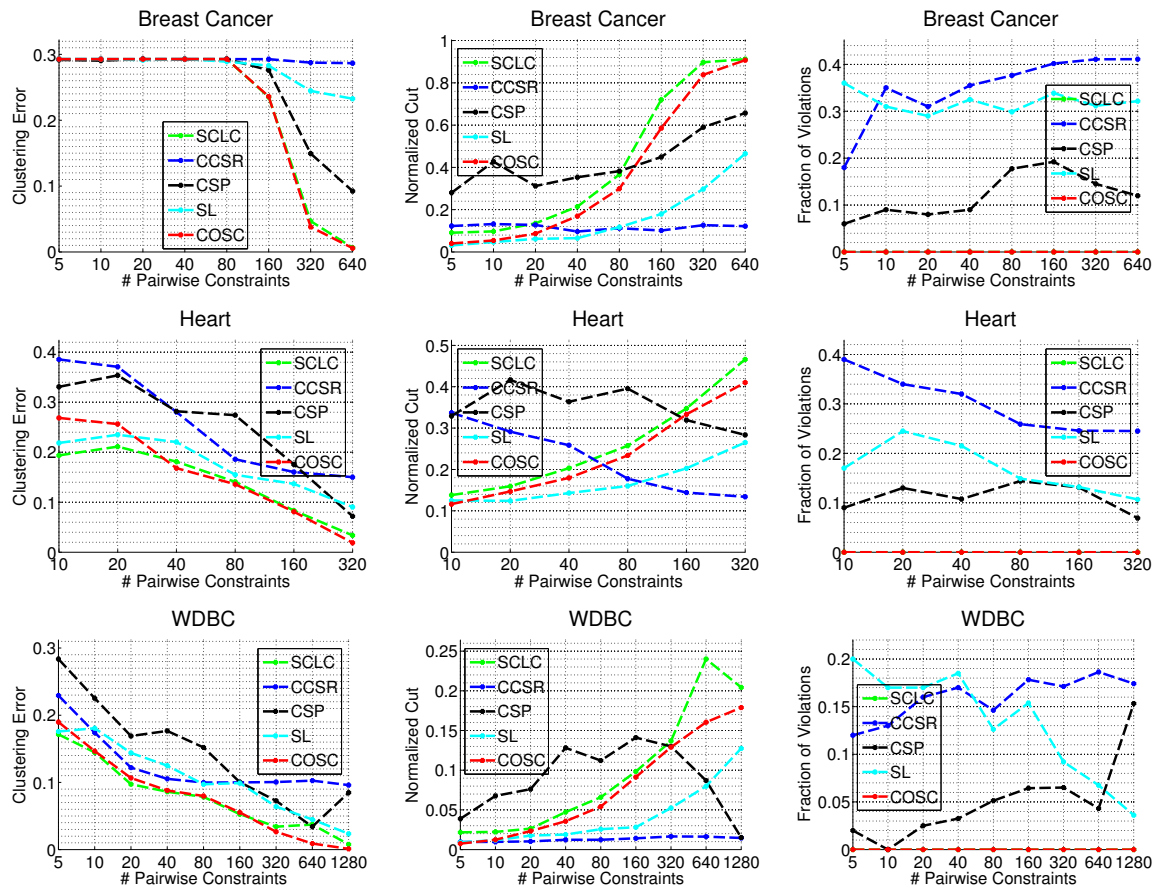 Breast Cancer
Clustering Error
0.3
0.2
0.1
0
SCLC
CCSR
CSP
SL
COSC
5 10 20 40 80 160 320 640
# Pairwise Constraints
Breast Cancer
Normalized Cut
1
0.8
0.6
0.4
0.2
0
SCLC
CCSR
CSP
SL
COSC
5 10 20 40 80 160 320 640
# Pairwise Constraints
Breast Cancer
Fraction of Violations
0.4
0.3
0.2
0.1
0
SCLC
CCSR
CSP
SL
COSC
5 10 20 40 80 160 320 640
# Pairwise Constraints
Heart
Clustering Error
0.4
0.3
0.2
0.1
0
SCLC
CCSR
CSP
SL
COSC
10 20 40 80 160 320
# Pairwise Constraints
Heart
Normalized Cut
0.5
0.4
0.3
0.2
0.1
0
SCLC
CCSR
CSP
SL
COSC
10 20 40 80 160 320
# Pairwise Constraints
Heart
Fraction of Violations
0.4
0.3
0.2
0.1
0
SCLC
CCSR
CSP
SL
COSC
10 20 40 80 160 320
# Pairwise Constraints
WDBC
Clustering Error
0.3
0.2
0.1
0
SCLC
CCSR
CSP
SL
COSC
5 10 20 40 80 160 320 640 1280
# Pairwise Constraints
WDBC
Normalized Cut
0.25
0.2
0.15
0.1
0.05
0
SCLC
CCSR
CSP
SL
COSC
5 10 20 40 80 160 320 640 1280
# Pairwise Constraints
WDBC
Fraction of Violations
0.2
0.15
0.1
0.05
0
SCLC
CCSR
CSP
SL
COSC
5 10 20 40 80 160 320 640 1280
# Pairwise Constraints